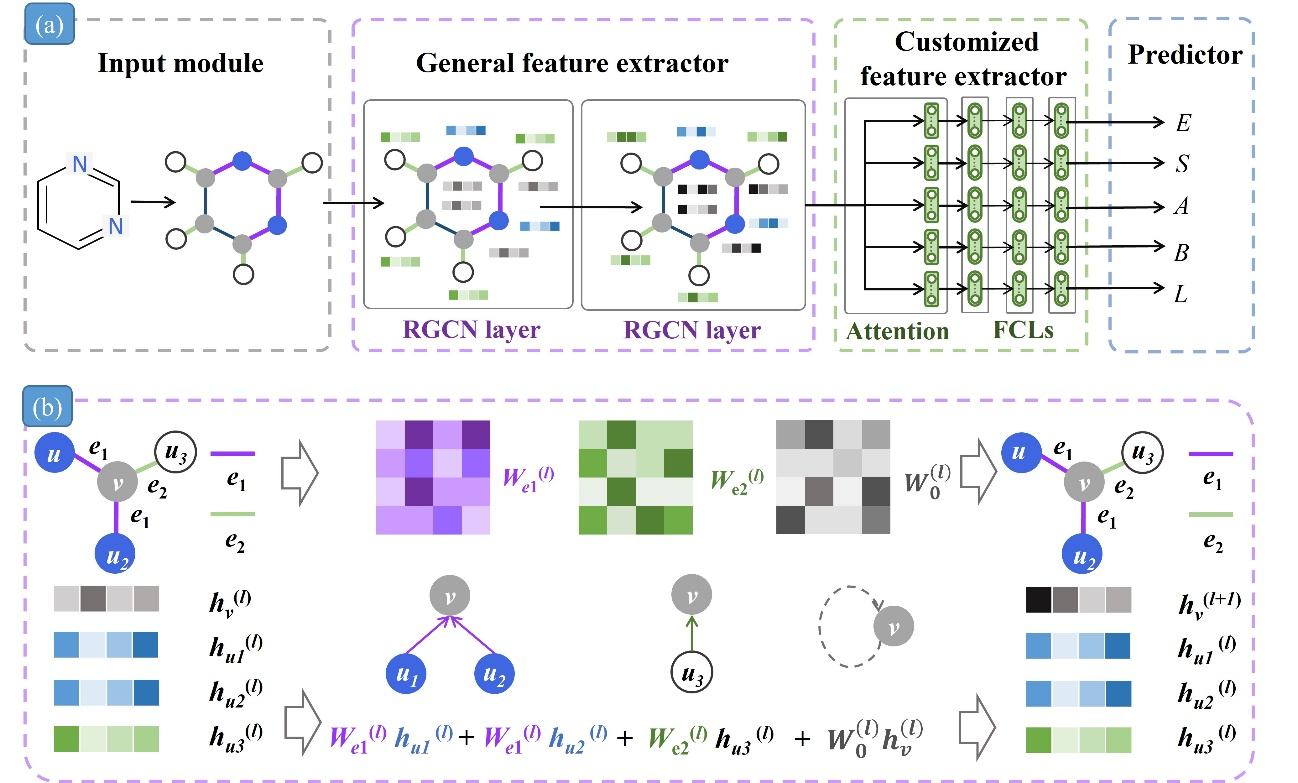 (a)
Input module
General feature extractor
Customized
feature extractor
Predictor
N
N
E
S
A
B
L
RGCN layer
RGCN layer
Attention
FCLs
(b)
u e₁ u₃ v e₂ e₁ u₂
e₁
e₂
Wₑ₁⁽ˡ⁾
Wₑ₂⁽ˡ⁾
W₀⁽ˡ⁾
u e₁ u₃ v e₂ e₁ u₂
e₁
e₂
hᵥ⁽ˡ⁾
hᵤ₁⁽ˡ⁾
hᵤ₂⁽ˡ⁾
hᵤ₃⁽ˡ⁾
v
u₁ u₂
v
u₃
v
Wₑ₁⁽ˡ⁾ hᵤ₁⁽ˡ⁾ + Wₑ₁⁽ˡ⁾ hᵤ₂⁽ˡ⁾ + Wₑ₂⁽ˡ⁾ hᵤ₃⁽ˡ⁾ + W₀⁽ˡ⁾ hᵥ⁽ˡ⁾
hᵥ⁽ˡ⁺¹⁾
hᵤ₁⁽ˡ⁾
hᵤ₂⁽ˡ⁾
hᵤ₃⁽ˡ⁾